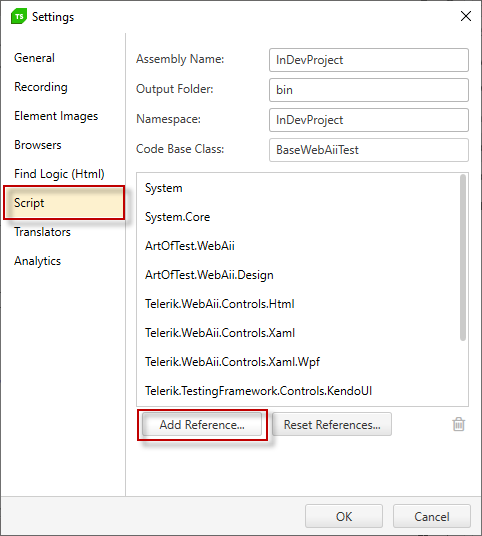 TS Settings
General
Recording
Element Images
Browsers
Find Logic (Html)
Script
Translators
Analytics
Assembly Name: InDevProject
Output Folder: bin
Namespace: InDevProject
Code Base Class: BaseWebAiiTest
System
System.Core
ArtOfTest.WebAii
ArtOfTest.WebAii.Design
Telerik.WebAii.Controls.Html
Telerik.WebAii.Controls.Xaml
Telerik.WebAii.Controls.Xaml.Wpf
Telerik.TestingFramework.Controls.KendoUI
Add Reference... Reset References...
OK Cancel